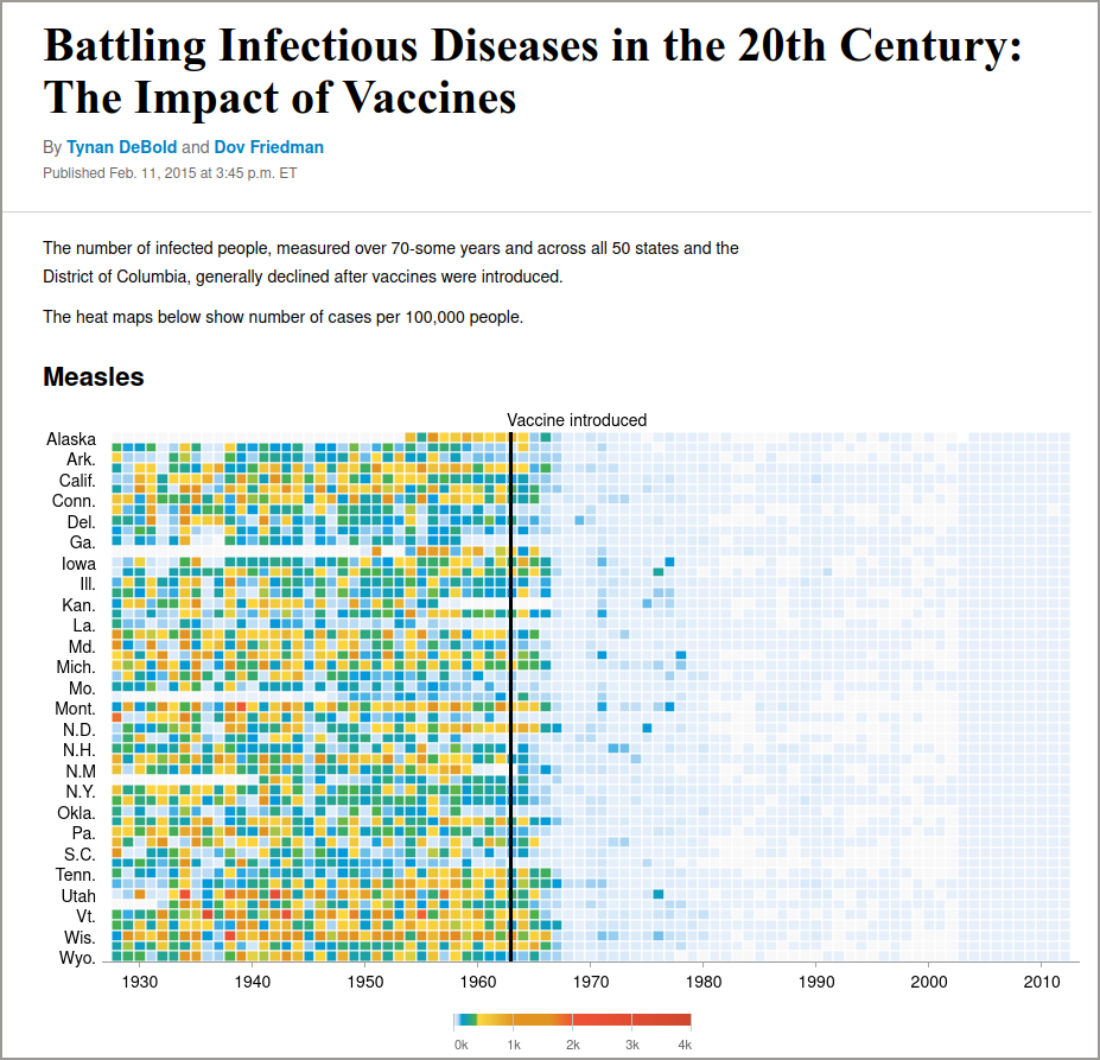 Battling Infectious Diseases in the 20th Century:
The Impact of Vaccines
By Tynan DeBold and Dov Friedman
Published Feb. 11, 2015 at 3:45 p.m. ET
The number of infected people, measured over 70-some years and across all 50 states and the
District of Columbia, generally declined after vaccines were introduced.
The heat maps below show number of cases per 100,000 people.
Measles
Vaccine introduced
Alaska
Ark.
Calif.
Conn.
Del.
Ga.
Iowa
Ill.
Kan.
La.
Md.
Mich.
Mo.
Mont.
N.D.
N.H.
N.M
N.Y.
Okla.
Pa.
S.C.
Tenn.
Utah
Vt.
Wis.
Wyo.
1930 1940 1950 1960 1970 1980 1990 2000 2010
0k 1k 2k 3k 4k